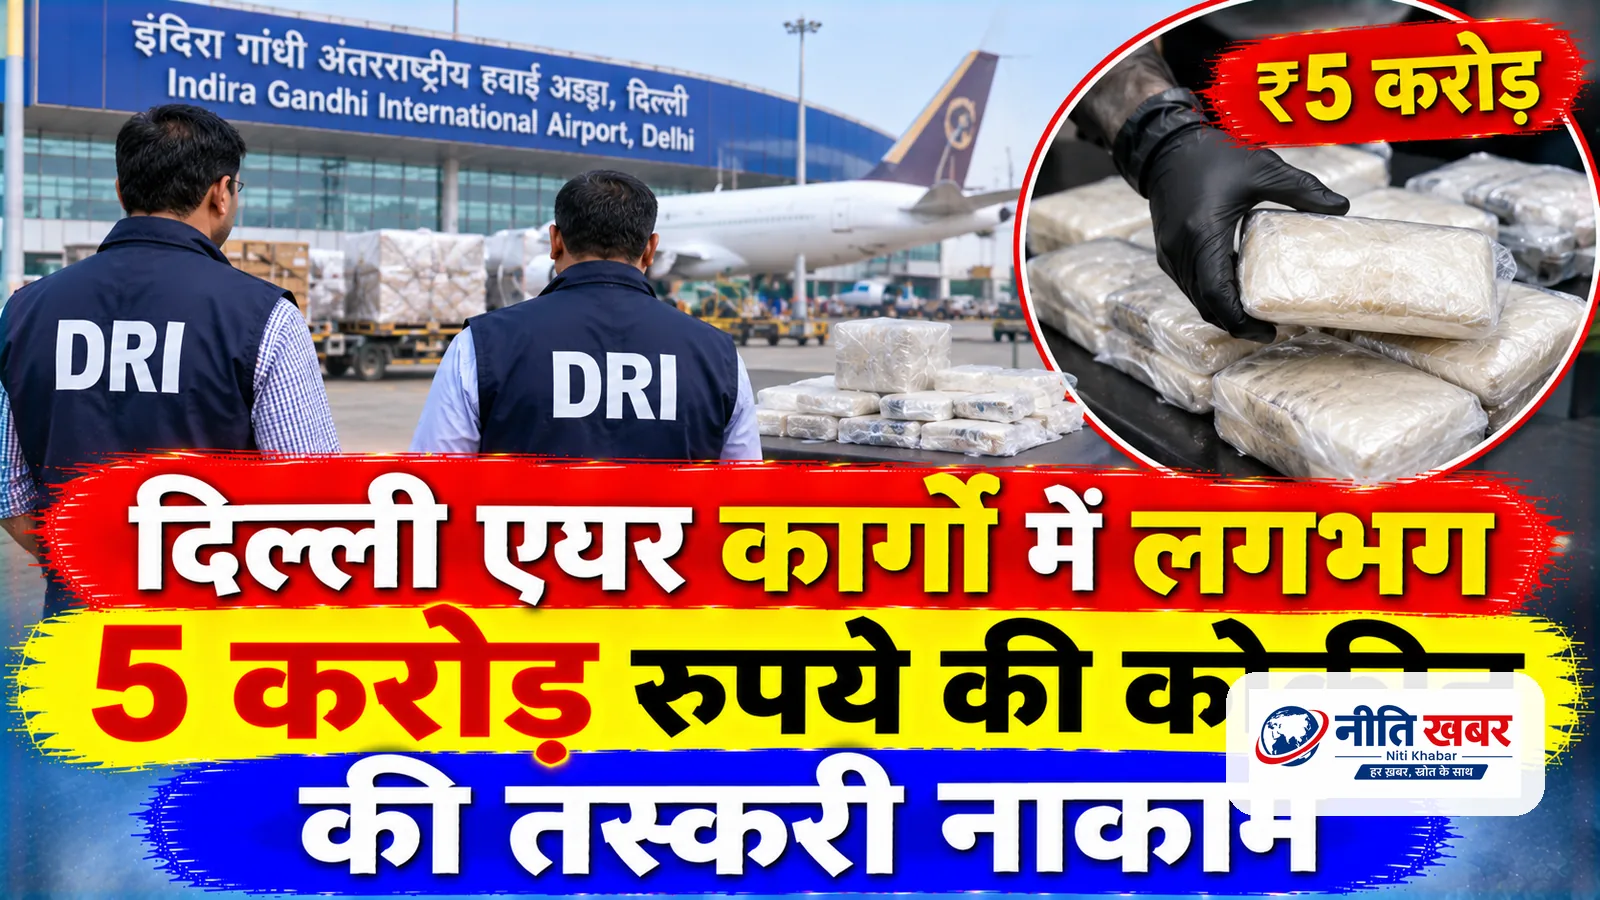 इंदिरा गांधी अंतरराष्ट्रीय हवाई अड्डा, दिल्ली
Indira Gandhi International Airport, Delhi
₹5 करोड़
DRI
DRI
दिल्ली एयर कार्गो में लगभग
5 करोड़ रुपये की
की तस्करी नाकाम
नीति खबर
Niti Khabar
हर ख़बर, स्रोत के साथ